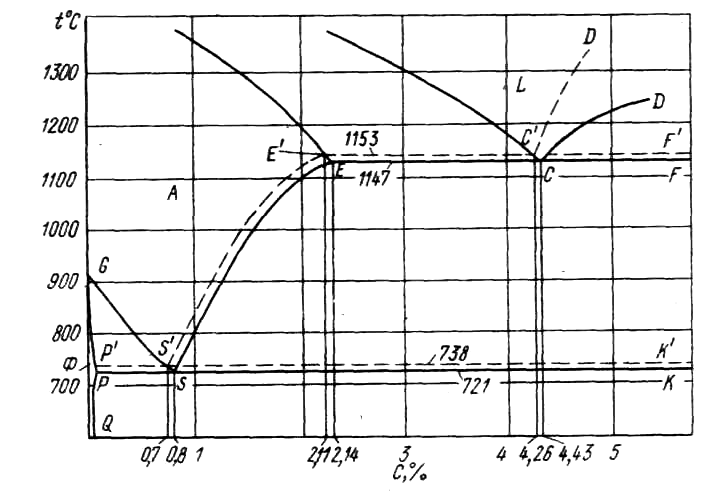 t°C
1300
1200
1100
1000
900
800
700
L
D
D
C'
C
E'
E
1153
1147
F'
F
A
G
S'
S
Ф
P'
P
738
721
K'
K
Q
0,7 0,8 1 2,11 2,14 3 4 4,26 4,43 5
C,%